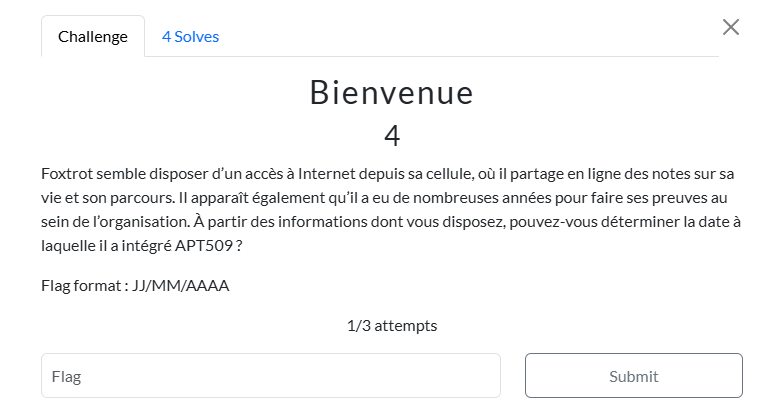 Challenge
4 Solves
Bienvenue
4
Foxtrot semble disposer d’un accès à Internet depuis sa cellule, où il partage en ligne des notes sur sa
vie et son parcours. Il apparaît également qu’il a eu de nombreuses années pour faire ses preuves au
sein de l’organisation. À partir des informations dont vous disposez, pouvez-vous déterminer la date à
laquelle il a intégré APT509 ?
Flag format : JJ/MM/AAAA
1/3 attempts
Flag
Submit